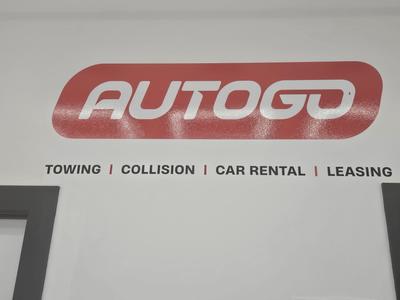 AUTOGO
TOWING | COLLISION | CAR RENTAL | LEASING